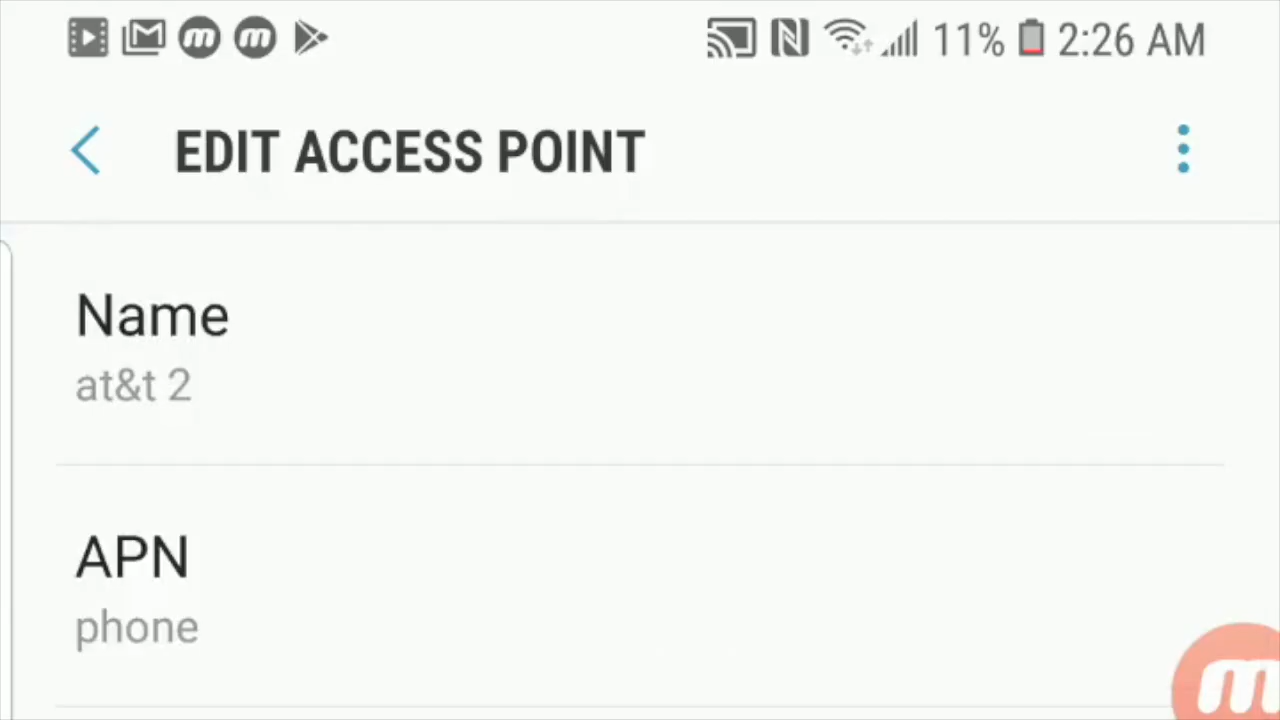 11% 2:26 AM
EDIT ACCESS POINT
Name
at&t 2
APN
phone